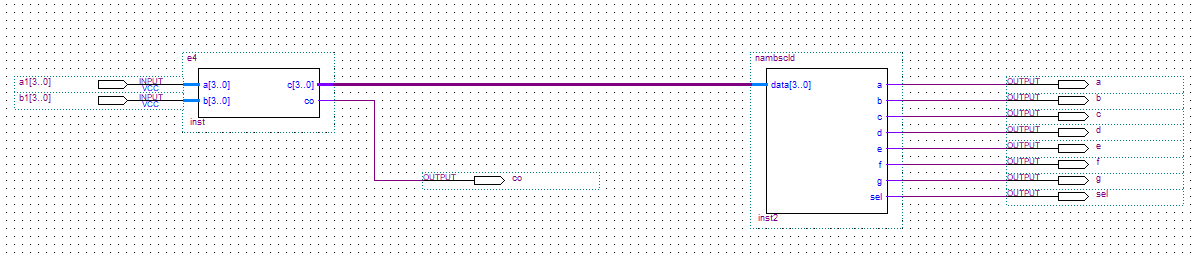 e4
nambscld
a1[3..0] INPUT VCC a[3..0] c[3..0] data[3..0] a OUTPUT a
b1[3..0] INPUT VCC b[3..0] co b OUTPUT b
c OUTPUT c
inst
d OUTPUT d
e OUTPUT e
f OUTPUT f
OUTPUT co
g OUTPUT g
sel OUTPUT sel
inst2